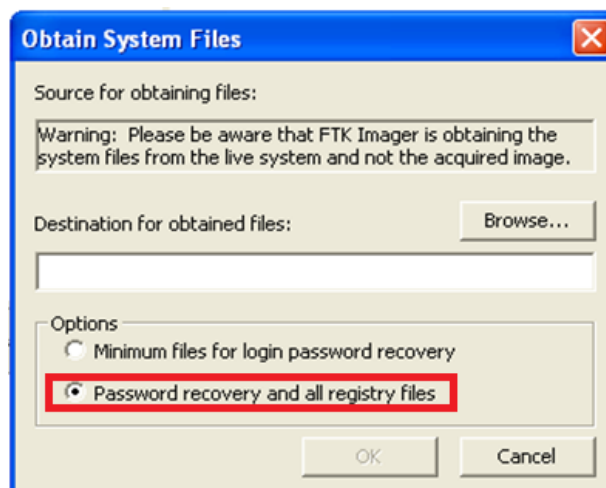 Obtain System Files
Source for obtaining files:
Warning:  Please be aware that FTK Imager is obtaining the
system files from the live system and not the acquired image.
Destination for obtained files:
Browse...
Options
Minimum files for login password recovery
Password recovery and all registry files
OK
Cancel